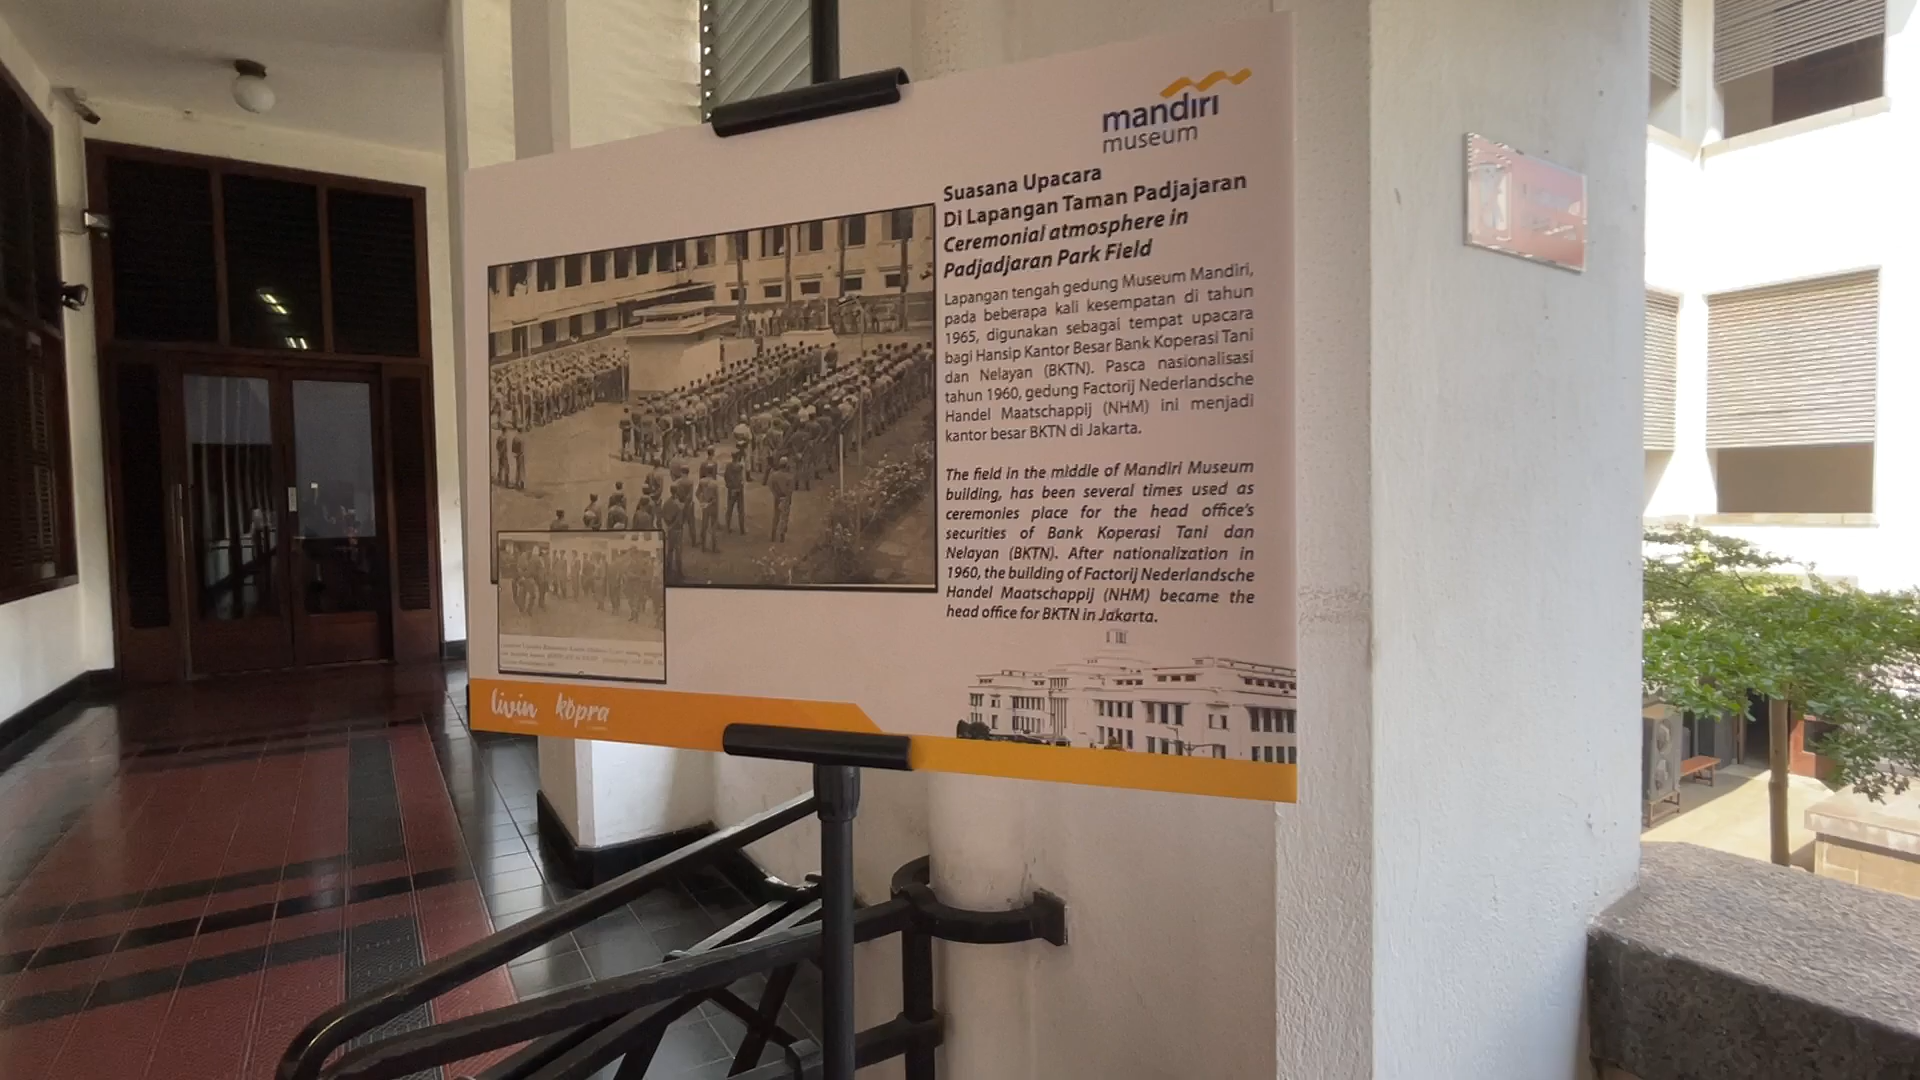 mandiri
museum
Suasana Upacara
Di Lapangan Taman Padjajaran
Ceremonial atmosphere in
Padjadjaran Park Field
Lapangan tengah gedung Museum Mandiri,
pada beberapa kali kesempatan di tahun
1965, digunakan sebagai tempat upacara
bagi Hansip Kantor Besar Bank Koperasi Tani
dan Nelayan (BKTN). Pasca nasionalisasi
tahun 1960, gedung Factorij Nederlandsche
Handel Maatschappij (NHM) ini menjadi
kantor besar BKTN di Jakarta.
The field in the middle of Mandiri Museum
building, has been several times used as
ceremonies place for the head office's
securities of Bank Koperasi Tani dan
Nelayan (BKTN). After nationalization in
1960, the building of Factorij Nederlandsche
Handel Maatschappij (NHM) became the
head office for BKTN in Jakarta.
livin kopra